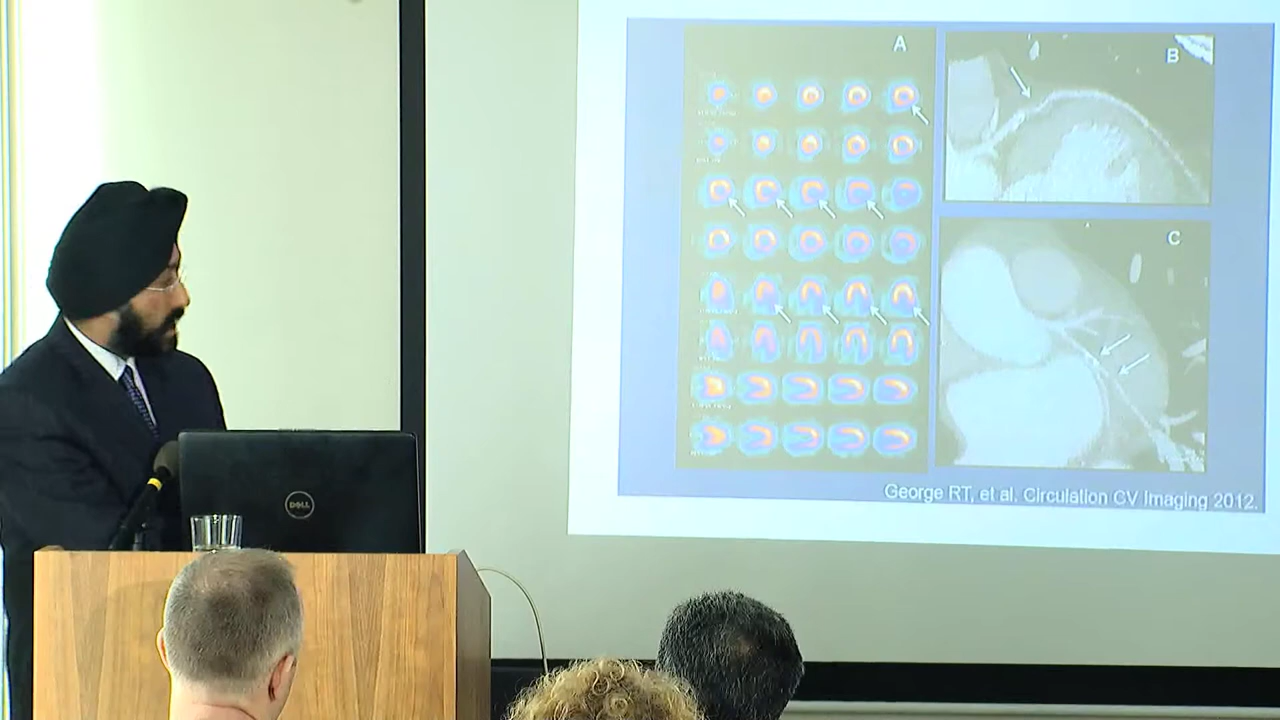 A
B
C
George RT, et al. Circulation CV Imaging 2012.
DELL